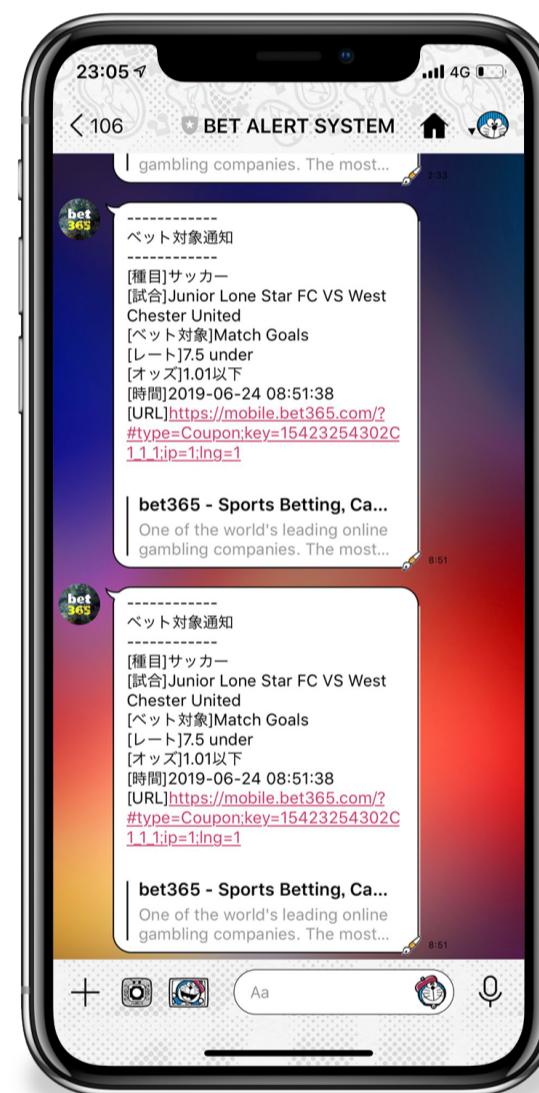 23:05
4G
106
BET ALERT SYSTEM
gambling companies. The most...
2:33
bet
365
------------
ベット対象通知
------------
[種目]サッカー
[試合]Junior Lone Star FC VS West
Chester United
[ベット対象]Match Goals
[レート]7.5 under
[オッズ]1.01以下
[時間]2019-06-24 08:51:38
[URL]https://mobile.bet365.com/?
#type=Coupon;key=15423254302C
1_1_1;ip=1;lng=1
bet365 - Sports Betting, Ca...
One of the world's leading online
gambling companies. The most...
8:51
bet
365
------------
ベット対象通知
------------
[種目]サッカー
[試合]Junior Lone Star FC VS West
Chester United
[ベット対象]Match Goals
[レート]7.5 under
[オッズ]1.01以下
[時間]2019-06-24 08:51:38
[URL]https://mobile.bet365.com/?
#type=Coupon;key=15423254302C
1_1_1;ip=1;lng=1
bet365 - Sports Betting, Ca...
One of the world's leading online
gambling companies. The most...
8:51
Aa